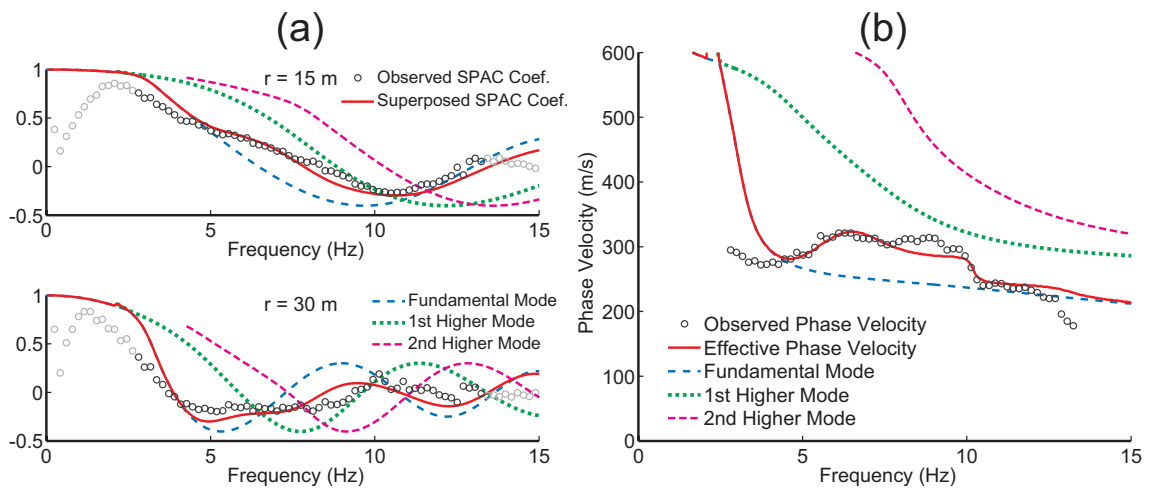 (a)
1
0.5
0
-0.5
0
5
10
15
r = 15 m
Observed SPAC Coef.
Superposed SPAC Coef.
Frequency (Hz)
1
0.5
0
-0.5
0
5
10
15
r = 30 m
Fundamental Mode
1st Higher Mode
2nd Higher Mode
Frequency (Hz)
(b)
Phase Velocity (m/s)
600
500
400
300
200
0
0
5
10
15
Observed Phase Velocity
Effective Phase Velocity
Fundamental Mode
1st Higher Mode
2nd Higher Mode
Frequency (Hz)